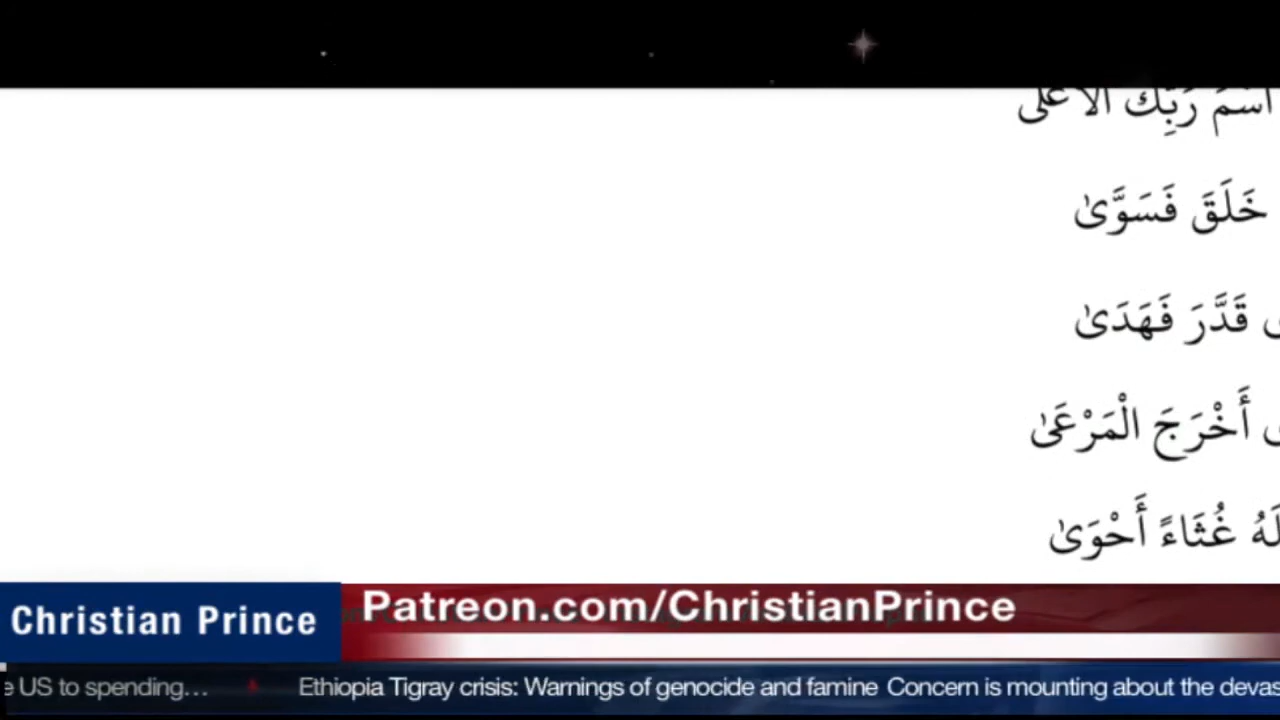 اسْمَ رَبِّكَ الْأَعْلَى
خَلَقَ فَسَوَّىٰ
قَدَّرَ فَهَدَىٰ
أَخْرَجَ الْمَرْعَىٰ
غُثَاءً أَحْوَىٰ
Christian Prince
Patreon.com/ChristianPrince
US to spending... Ethiopia Tigray crisis: Warnings of genocide and famine Concern is mounting about the